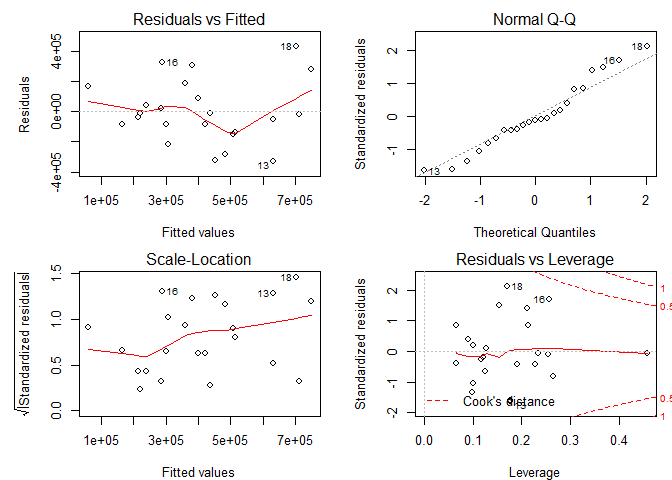 Residuals vs Fitted
Residuals
-4e+05 0e+00 4e+05
16
18
13
1e+05 3e+05 5e+05 7e+05
Fitted values
Normal Q-Q
Standardized residuals
-1 0 1 2
18
16
13
-2 -1 0 1 2
Theoretical Quantiles
Scale-Location
√|Standardized residuals|
0.0 0.5 1.0 1.5
18
16
13
1e+05 3e+05 5e+05 7e+05
Fitted values
Residuals vs Leverage
Standardized residuals
-2 -1 0 1 2
18
16
13
1
0.5
0.5
1
Cook's distance
0.0 0.1 0.2 0.3 0.4
Leverage